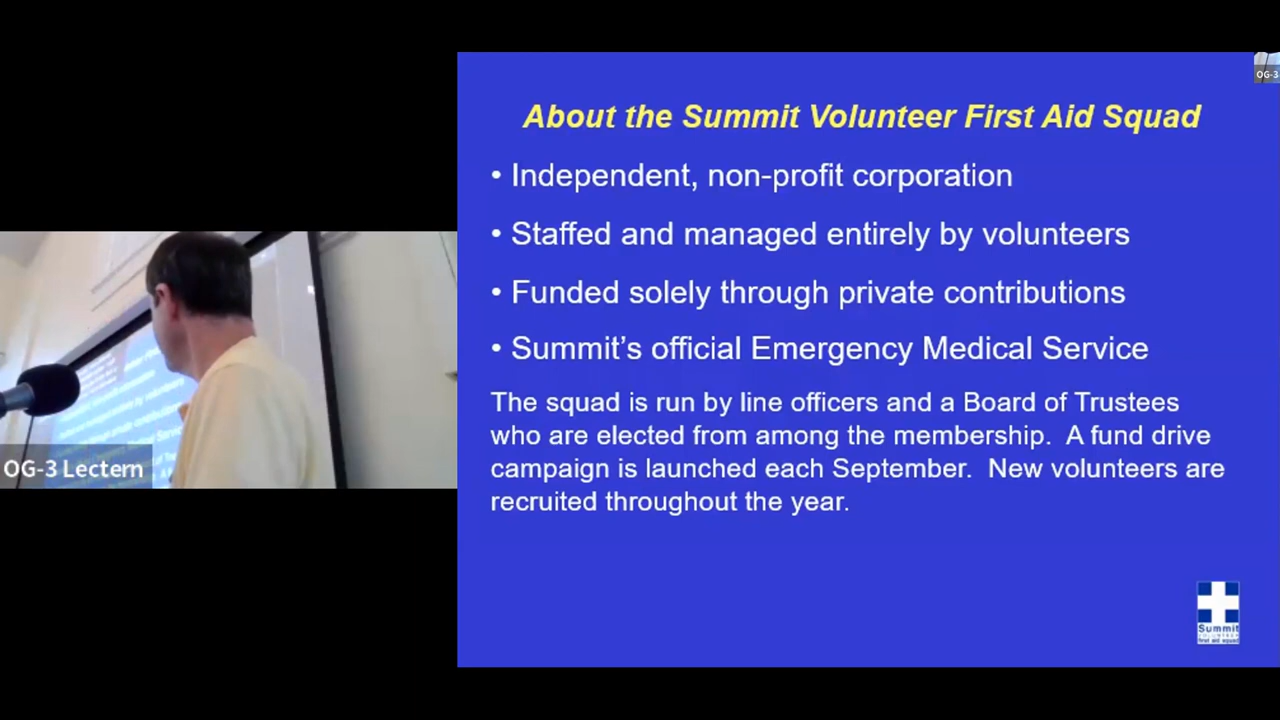 About the Summit Volunteer First Aid Squad
• Independent, non-profit corporation
• Staffed and managed entirely by volunteers
• Funded solely through private contributions
• Summit’s official Emergency Medical Service
The squad is run by line officers and a Board of Trustees
who are elected from among the membership. A fund drive
campaign is launched each September. New volunteers are
recruited throughout the year.
OG-3 Lectern
OG-3
Summit
first aid squad